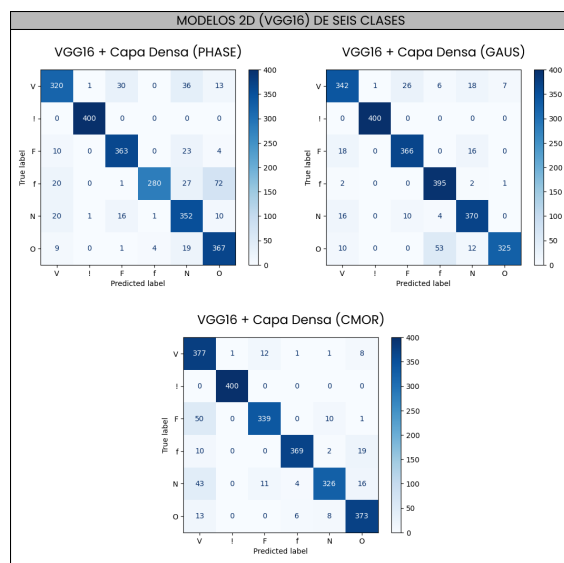 MODELOS 2D (VGG16) DE SEIS CLASES
VGG16 + Capa Densa (PHASE)
True label
V 320 1 30 0 36 13
! 0 400 0 0 0 0
F 10 0 363 0 23 4
f 20 0 1 280 27 72
N 20 1 16 1 352 10
O 9 0 1 4 19 367
V ! F f N O
Predicted label
400
350
300
250
200
150
100
50
0
VGG16 + Capa Densa (GAUS)
True label
V 342 1 26 6 18 7
! 0 400 0 0 0 0
F 18 0 366 0 16 0
f 2 0 0 395 2 1
N 16 0 10 4 370 0
O 10 0 0 53 12 325
V ! F f N O
Predicted label
400
350
300
250
200
150
100
50
0
VGG16 + Capa Densa (CMOR)
True label
V 377 1 12 1 1 8
! 0 400 0 0 0 0
F 50 0 339 0 10 1
f 10 0 0 369 2 19
N 43 0 11 4 326 16
O 13 0 0 6 8 373
V ! F f N O
Predicted label
400
350
300
250
200
150
100
50
0